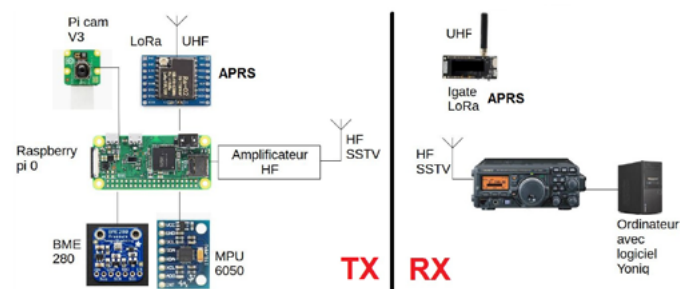 Pi cam
V3
LoRa
UHF
APRS
Raspberry
pi 0
Amplificateur
HF
HF
SSTV
BME
280
MPU
6050
TX
RX
UHF
Igate
LoRa
APRS
HF
SSTV
Ordinateur
avec
logiciel
Yoniq